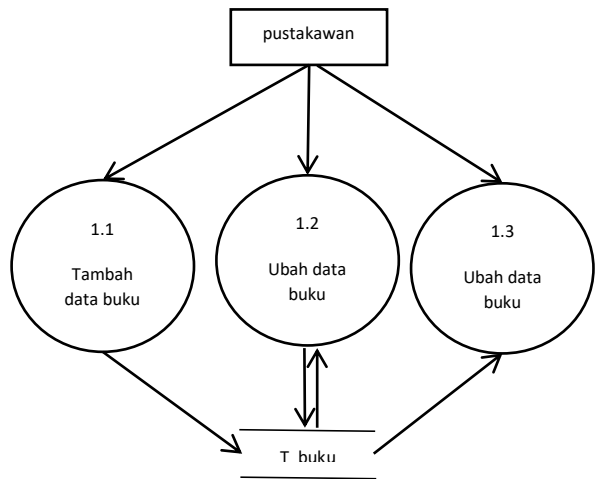 pustakawan
1.1
Tambah
data buku
1.2
Ubah data
buku
1.3
Ubah data
buku
T_buku